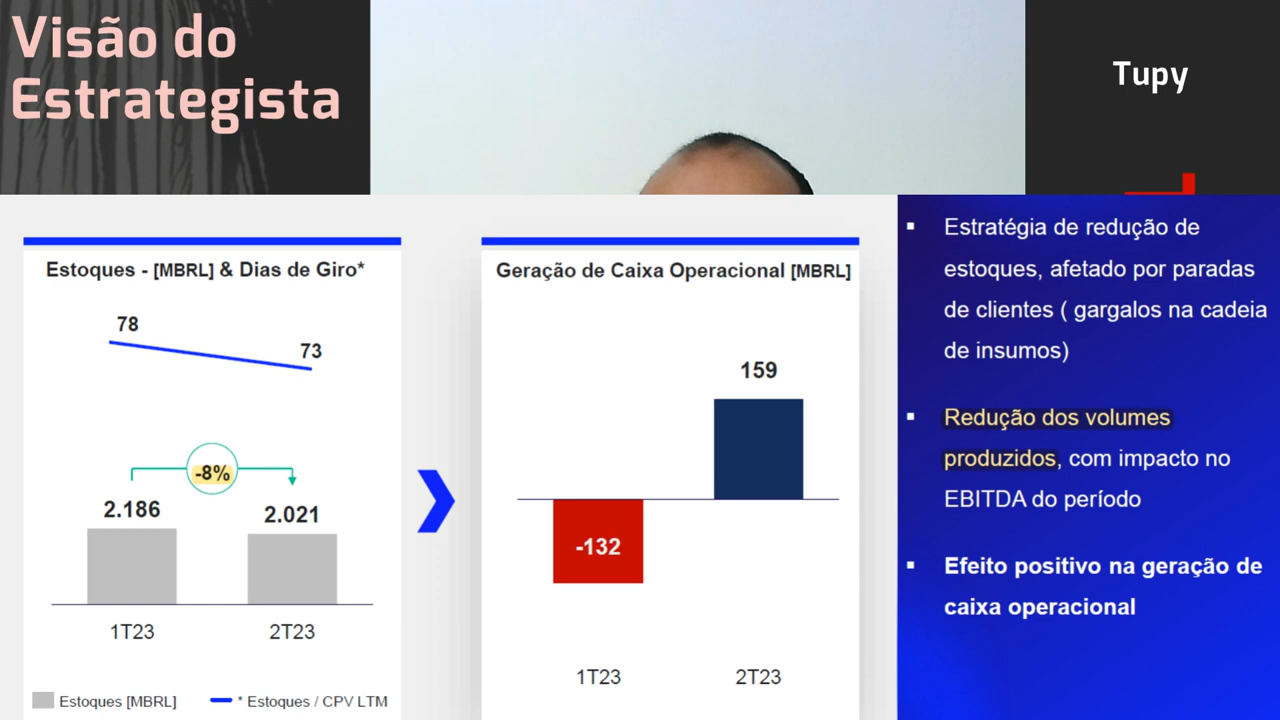 Visão do
Estrategista
Tupy
Estoques - [MBRL] & Dias de Giro*
78
73
-8%
2.186
2.021
1T23
2T23
Estoques [MBRL]
* Estoques / CPV LTM
Geração de Caixa Operacional [MBRL]
159
-132
1T23
2T23
▪ Estratégia de redução de
estoques, afetado por paradas
de clientes ( gargalos na cadeia
de insumos)
▪ Redução dos volumes
produzidos, com impacto no
EBITDA do período
▪ Efeito positivo na geração de
caixa operacional